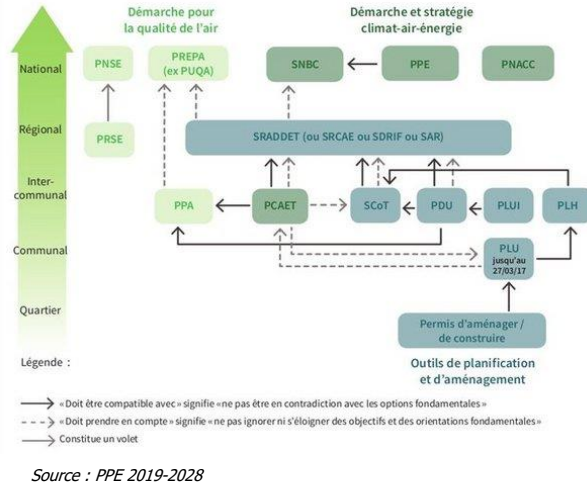 Démarche pour
la qualité de l'air
Démarche et stratégie
climat-air-énergie
National
PNSE
PREPA
(ex PUQA)
SNBC
PPE
PNACC
Régional
PRSE
SRADDET (ou SRCAE ou SDRIF ou SAR)
Inter-
communal
PPA
PCAET
SCoT
PDU
PLUI
PLH
Communal
PLU
jusqu'au
27/03/17
Quartier
Permis d'aménager /
de construire
Légende :
Outils de planification
et d'aménagement
«Doit être compatible avec» signifie «ne pas être en contradiction avec les options fondamentales»
«Doit prendre en compte» signifie «ne pas ignorer ni s'éloigner des objectifs et des orientations fondamentales»
Constitue un volet
Source : PPE 2019-2028